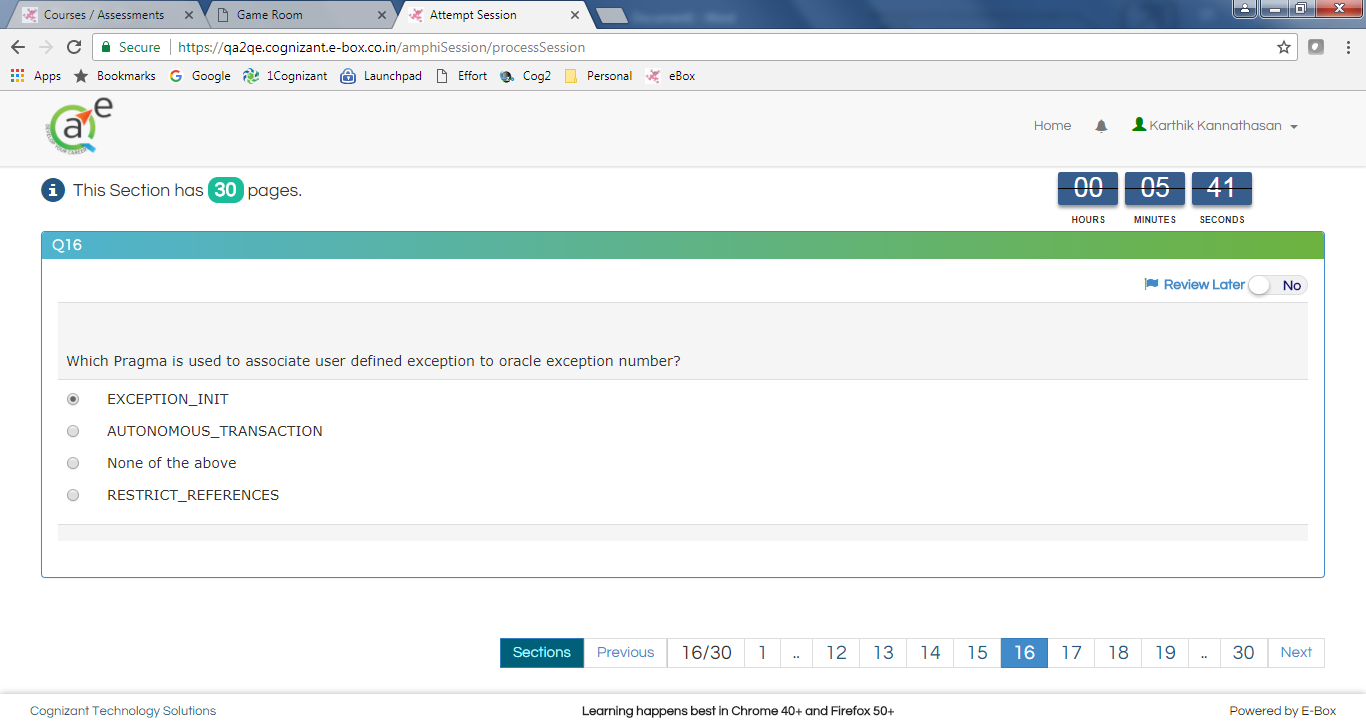 Courses / Assessments
Game Room
Attempt Session
Secure
https://qa2qe.cognizant.e-box.co.in/amphiSession/processSession
Apps Bookmarks Google 1Cognizant Launchpad Effort Cog2 Personal eBox
a e
Home Karthik Kannathasan
This Section has 30 pages.
00 05 41
HOURS MINUTES SECONDS
Q16
Review Later No
Which Pragma is used to associate user defined exception to oracle exception number?
EXCEPTION_INIT
AUTONOMOUS_TRANSACTION
None of the above
RESTRICT_REFERENCES
Sections Previous 16/30 1 .. 12 13 14 15 16 17 18 19 .. 30 Next
Cognizant Technology Solutions Learning happens best in Chrome 40+ and Firefox 50+ Powered by E-Box